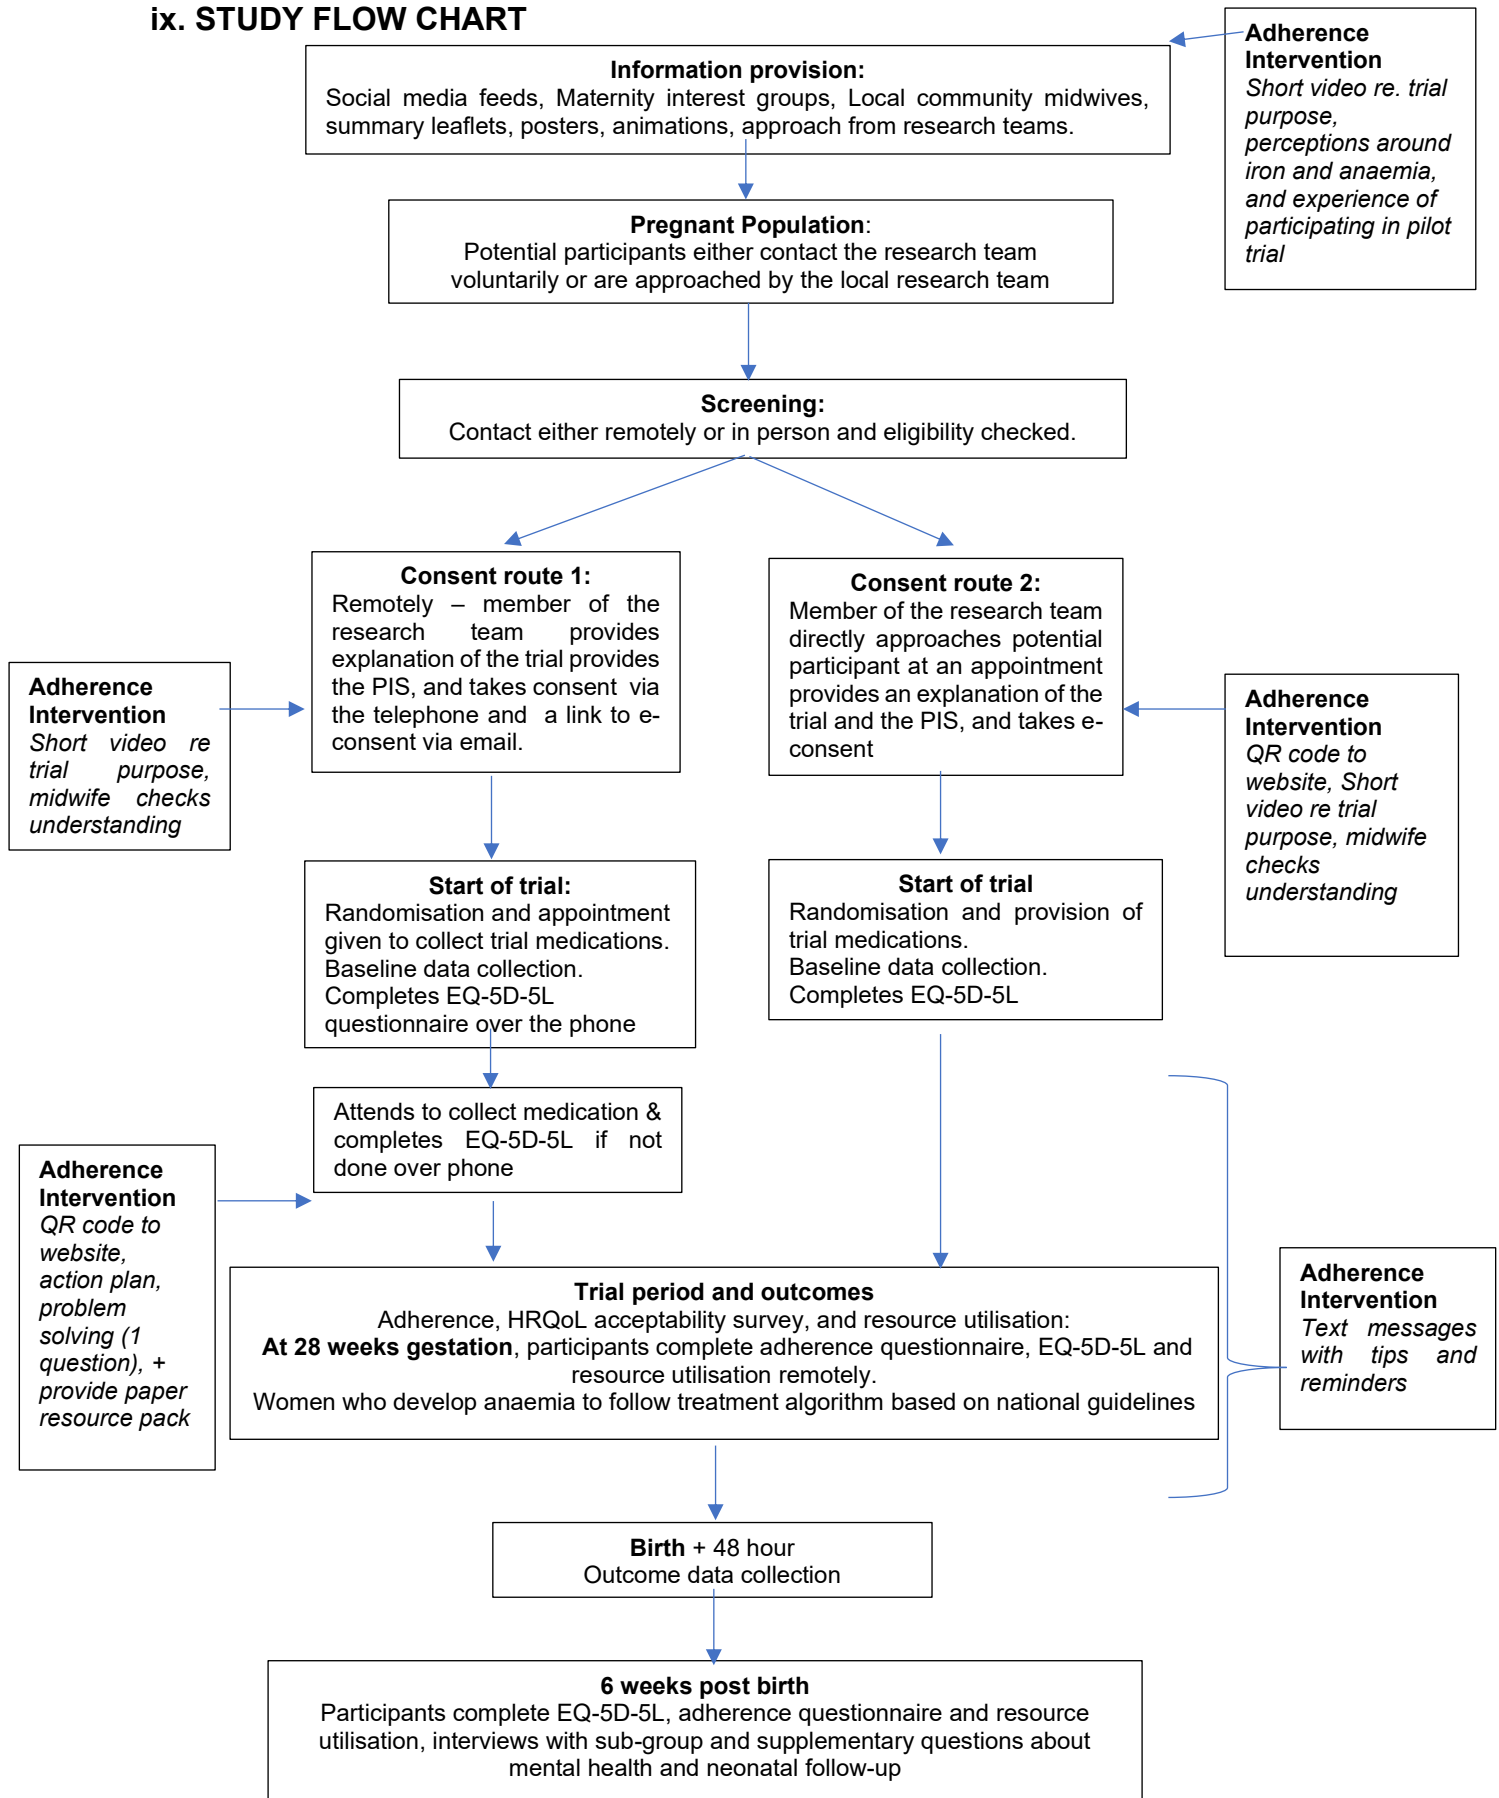 ix. STUDY FLOW CHART
Information provision:
Social media feeds, Maternity interest groups, Local community midwives,
summary leaflets, posters, animations, approach from research teams.
Adherence
Intervention
Short video re. trial
purpose,
perceptions around
iron and anaemia,
and experience of
participating in pilot
trial
Pregnant Population:
Potential participants either contact the research team
voluntarily or are approached by the local research team
Screening:
Contact either remotely or in person and eligibility checked.
Consent route 1:
Remotely – member of the
research team provides
explanation of the trial provides
the PIS, and takes consent via
the telephone and a link to e-
consent via email.
Consent route 2:
Member of the research team
directly approaches potential
participant at an appointment
provides an explanation of the
trial and the PIS, and takes e-
consent
Adherence
Intervention
Short video re
trial purpose,
midwife checks
understanding
Adherence
Intervention
QR code to
website, Short
video re trial
purpose, midwife
checks
understanding
Start of trial:
Randomisation and appointment
given to collect trial medications.
Baseline data collection.
Completes EQ-5D-5L
questionnaire over the phone
Start of trial
Randomisation and provision of
trial medications.
Baseline data collection.
Completes EQ-5D-5L
Attends to collect medication &
completes EQ-5D-5L if not
done over phone
Adherence
Intervention
QR code to
website,
action plan,
problem
solving (1
question), +
provide paper
resource pack
Trial period and outcomes
Adherence, HRQoL acceptability survey, and resource utilisation:
At 28 weeks gestation, participants complete adherence questionnaire, EQ-5D-5L and
resource utilisation remotely.
Women who develop anaemia to follow treatment algorithm based on national guidelines
Adherence
Intervention
Text messages
with tips and
reminders
Birth + 48 hour
Outcome data collection
6 weeks post birth
Participants complete EQ-5D-5L, adherence questionnaire and resource
utilisation, interviews with sub-group and supplementary questions about
mental health and neonatal follow-up